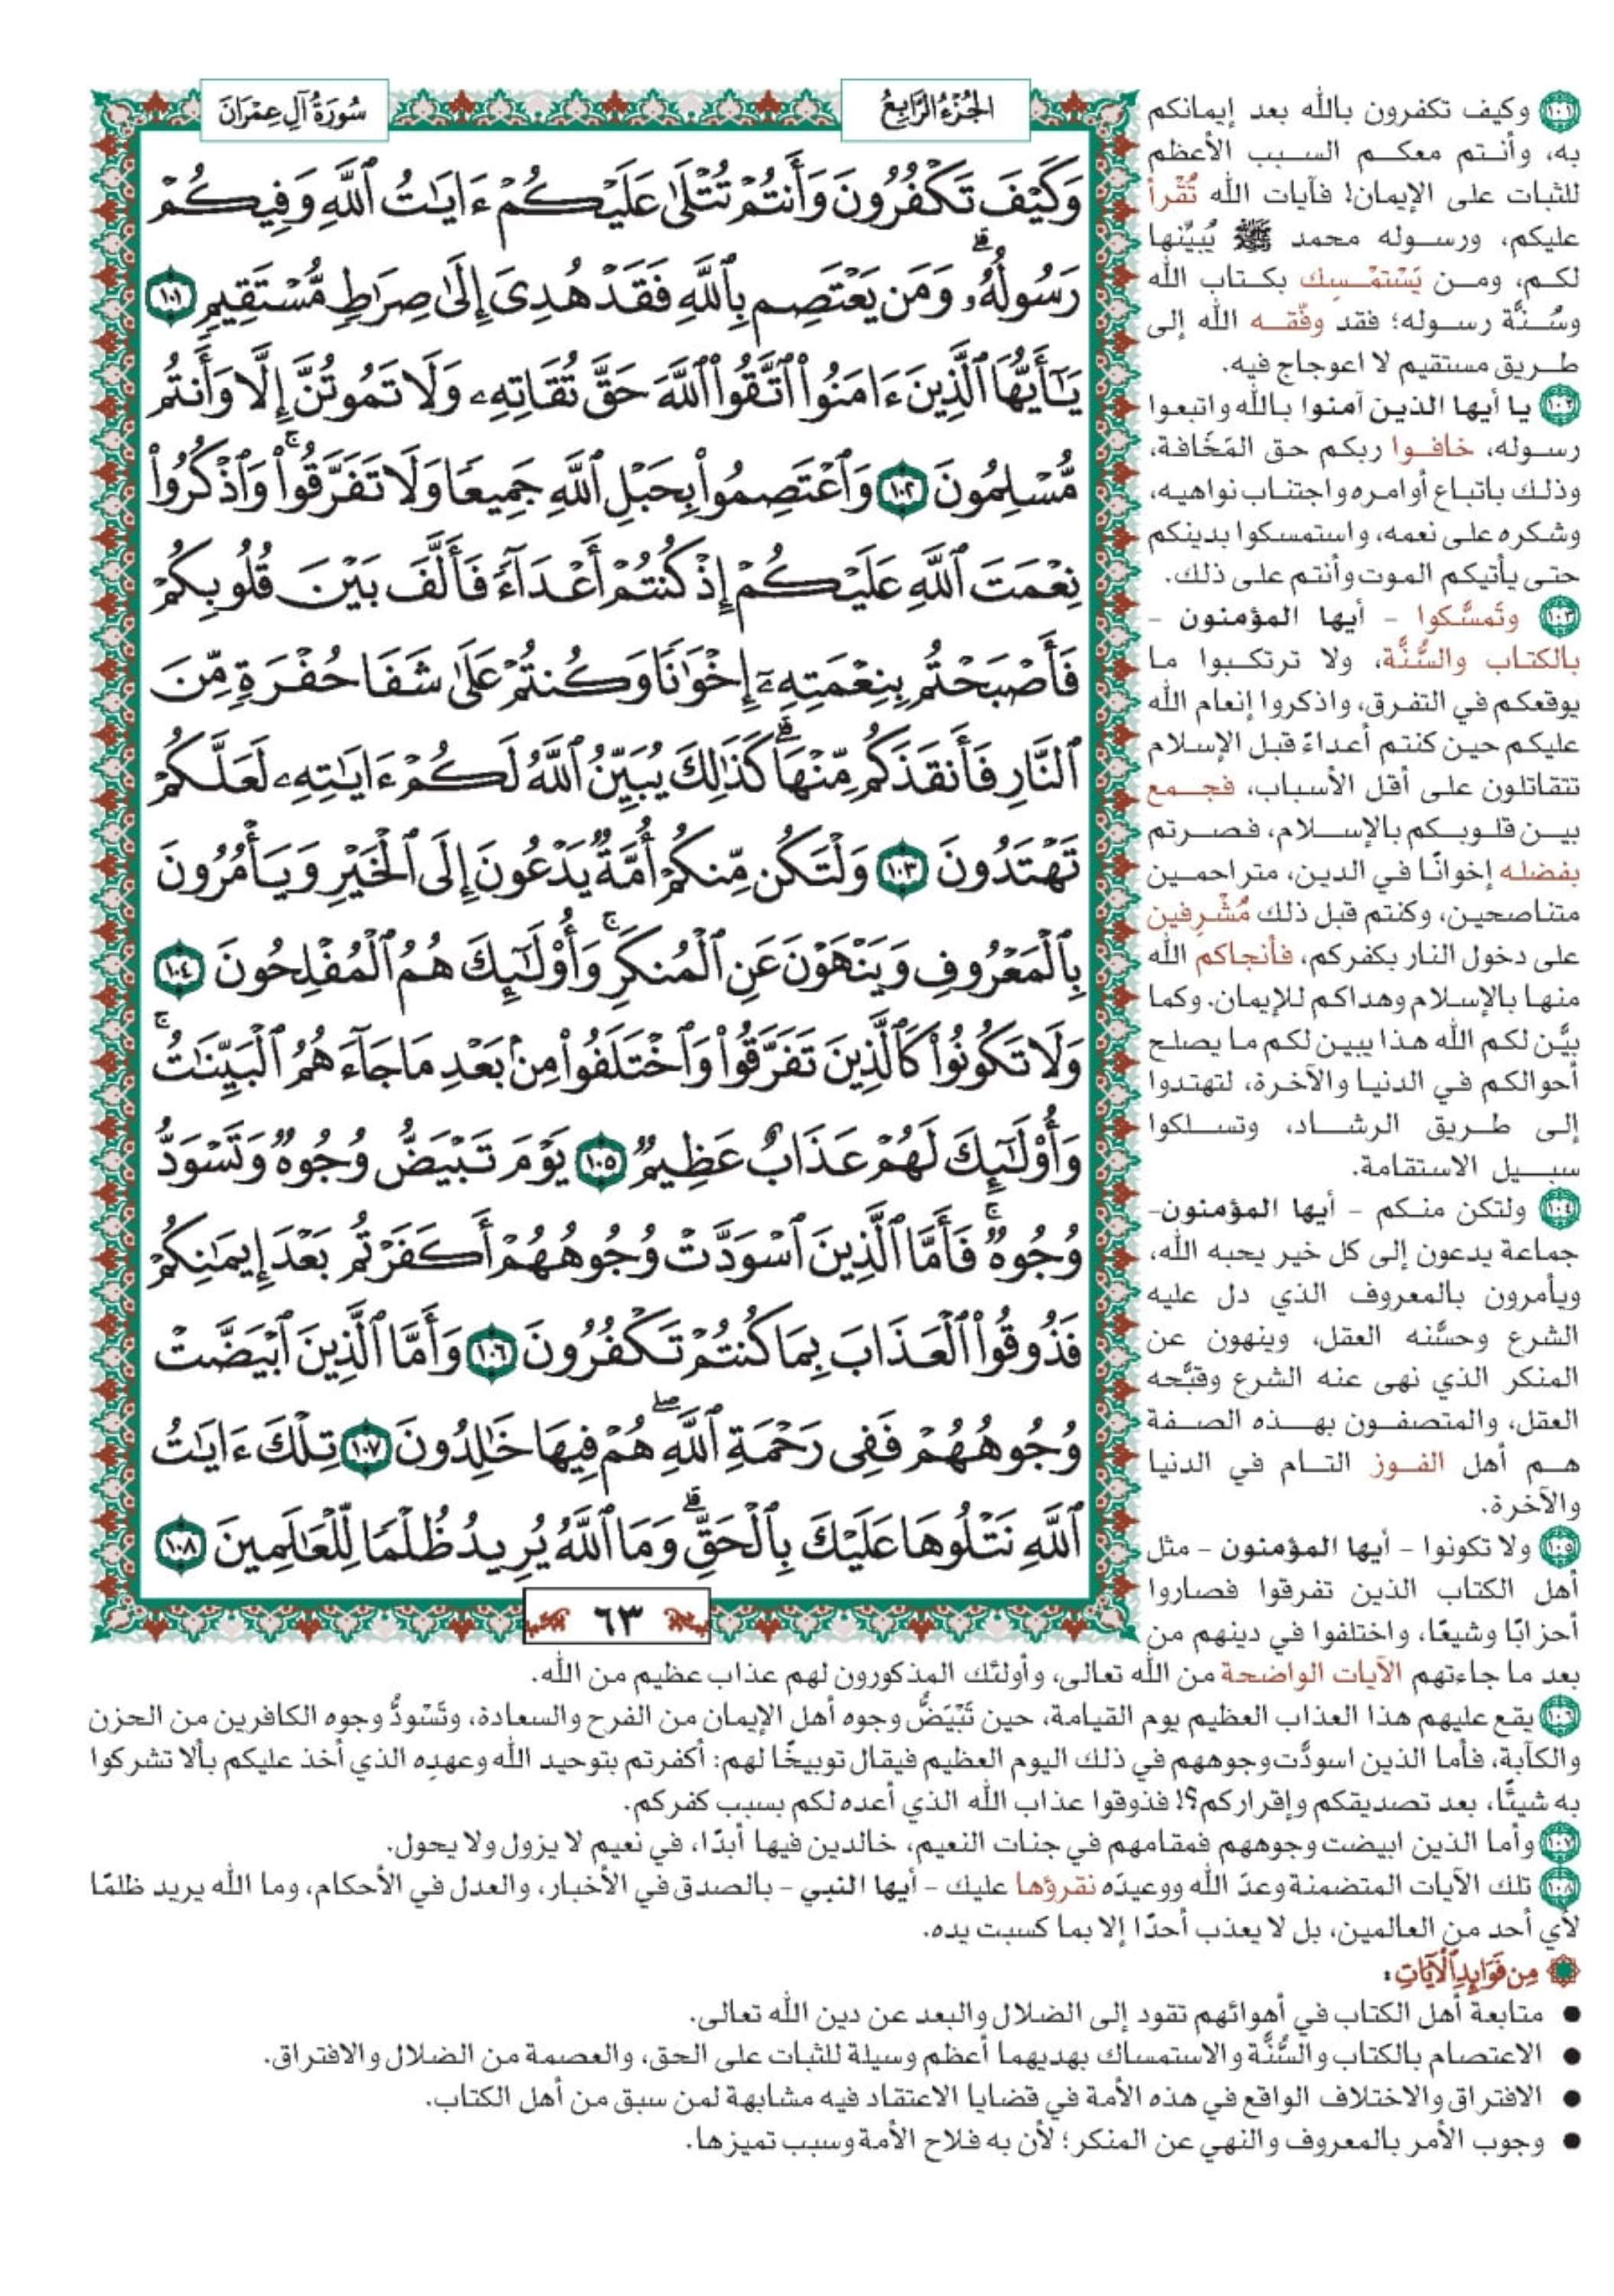 سُورَةُ آلِ عِمْرَانَ
الجُزْءُ الرَّابِعُ
وَكَيْفَ تَكْفُرُونَ وَأَنتُمْ تُتْلَىٰ عَلَيْكُمْ ءَايَٰتُ ٱللَّهِ وَفِيكُمْ
رَسُولُهُۥۗ وَمَن يَعْتَصِم بِٱللَّهِ فَقَدْ هُدِىَ إِلَىٰ صِرَٰطٍ مُّسْتَقِيمٍ ١٠١
يَٰٓأَيُّهَا ٱلَّذِينَ ءَامَنُوا۟ ٱتَّقُوا۟ ٱللَّهَ حَقَّ تُقَاتِهِۦ وَلَا تَمُوتُنَّ إِلَّا وَأَنتُم
مُّسْلِمُونَ ١٠٢ وَٱعْتَصِمُوا۟ بِحَبْلِ ٱللَّهِ جَمِيعًا وَلَا تَفَرَّقُوا۟ۚ وَٱذْكُرُوا۟
نِعْمَتَ ٱللَّهِ عَلَيْكُمْ إِذْ كُنتُمْ أَعْدَآءً فَأَلَّفَ بَيْنَ قُلُوبِكُمْ
فَأَصْبَحْتُم بِنِعْمَتِهِۦٓ إِخْوَٰنًا وَكُنتُمْ عَلَىٰ شَفَا حُفْرَةٍ مِّنَ
ٱلنَّارِ فَأَنقَذَكُم مِّنْهَاۗ كَذَٰلِكَ يُبَيِّنُ ٱللَّهُ لَكُمْ ءَايَٰتِهِۦ لَعَلَّكُمْ
تَهْتَدُونَ ١٠٣ وَلْتَكُن مِّنكُمْ أُمَّةٌ يَدْعُونَ إِلَى ٱلْخَيْرِ وَيَأْمُرُونَ
بِٱلْمَعْرُوفِ وَيَنْهَوْنَ عَنِ ٱلْمُنكَرِۚ وَأُو۟لَٰٓئِكَ هُمُ ٱلْمُفْلِحُونَ ١٠٤
وَلَا تَكُونُوا۟ كَٱلَّذِينَ تَفَرَّقُوا۟ وَٱخْتَلَفُوا۟ مِنۢ بَعْدِ مَا جَآءَهُمُ ٱلْبَيِّنَٰتُۚ
وَأُو۟لَٰٓئِكَ لَهُمْ عَذَابٌ عَظِيمٌ ١٠٥ يَوْمَ تَبْيَضُّ وُجُوهٌ وَتَسْوَدُّ
وُجُوهٌۚ فَأَمَّا ٱلَّذِينَ ٱسْوَدَّتْ وُجُوهُهُمْ أَكَفَرْتُم بَعْدَ إِيمَٰنِكُمْ
فَذُوقُوا۟ ٱلْعَذَابَ بِمَا كُنتُمْ تَكْفُرُونَ ١٠٦ وَأَمَّا ٱلَّذِينَ ٱبْيَضَّتْ
وُجُوهُهُمْ فَفِى رَحْمَةِ ٱللَّهِۖ هُمْ فِيهَا خَٰلِدُونَ ١٠٧ تِلْكَ ءَايَٰتُ
ٱللَّهِ نَتْلُوهَا عَلَيْكَ بِٱلْحَقِّۗ وَمَا ٱللَّهُ يُرِيدُ ظُلْمًا لِّلْعَٰلَمِينَ ١٠٨
٦٣
١٠١ وكيف تكفرون بالله بعد إيمانكم
به، وأنتم معكم السبب الأعظم
للثبات على الإيمان! فآيات الله تُقْرأ
عليكم، ورسوله محمد ﷺ يُبيِّنها
لكم، ومن يَسْتَمْسِك بكتاب الله
وسُنَّة رسوله؛ فقد وفَّقه الله إلى
طريق مستقيم لا اعوجاج فيه.
١٠٢ يا أيها الذين آمنوا بالله واتبعوا
رسوله، خافوا ربكم حق المَخَافة،
وذلك باتباع أوامره واجتناب نواهيه،
وشكره على نعمه، واستمسكوا بدينكم
حتى يأتيكم الموت وأنتم على ذلك.
١٠٣ وتَمسَّكوا - أيها المؤمنون -
بالكتاب والسُّنَّة، ولا ترتكبوا ما
يوقعكم في التفرق، واذكروا إنعام الله
عليكم حين كنتم أعداءً قبل الإسلام
تتقاتلون على أقل الأسباب، فجمع
بين قلوبكم بالإسلام، فصرتم
بفضله إخوانًا في الدين، متراحمين
متناصحين، وكنتم قبل ذلك مُشْرِفين
على دخول النار بكفركم، فأنجاكم الله
منها بالإسلام وهداكم للإيمان. وكما
بيَّن لكم الله هذا يبين لكم ما يصلح
أحوالكم في الدنيا والآخرة، لتهتدوا
إلى طريق الرشاد، وتسلكوا
سبيل الاستقامة.
١٠٤ ولتكن منكم - أيها المؤمنون-
جماعة يدعون إلى كل خير يحبه الله،
ويأمرون بالمعروف الذي دل عليه
الشرع وحسَّنه العقل، وينهون عن
المنكر الذي نهى عنه الشرع وقبَّحه
العقل، والمتصفون بهذه الصفة
هم أهل الفوز التام في الدنيا
والآخرة.
١٠٥ ولا تكونوا - أيها المؤمنون - مثل
أهل الكتاب الذين تفرقوا فصاروا
أحزابًا وشيعًا، واختلفوا في دينهم من
بعد ما جاءتهم الآيات الواضحة من الله تعالى، وأولئك المذكورون لهم عذاب عظيم من الله.
١٠٦ يقع عليهم هذا العذاب العظيم يوم القيامة، حين تَبْيَضُّ وجوه أهل الإيمان من الفرح والسعادة، وتَسْودُّ وجوه الكافرين من الحزن
والكآبة، فأما الذين اسودَّت وجوههم في ذلك اليوم العظيم فيقال توبيخًا لهم: أكفرتم بتوحيد الله وعهدِه الذي أخذ عليكم بألا تشركوا
به شيئًا، بعد تصديقكم وإقراركم؟! فذوقوا عذاب الله الذي أعده لكم بسبب كفركم.
١٠٧ وأما الذين ابيضت وجوههم فمقامهم في جنات النعيم، خالدين فيها أبدًا، في نعيم لا يزول ولا يحول.
١٠٨ تلك الآيات المتضمنة وعدَ الله ووعيدَه نقرؤها عليك - أيها النبي - بالصدق في الأخبار، والعدل في الأحكام، وما الله يريد ظلمًا
لأي أحد من العالمين، بل لا يعذب أحدًا إلا بما كسبت يده.
مِن فَوَائِدِ ٱلْآيَاتِ:
● متابعة أهل الكتاب في أهوائهم تقود إلى الضلال والبعد عن دين الله تعالى.
● الاعتصام بالكتاب والسُّنَّة والاستمساك بهديهما أعظم وسيلة للثبات على الحق، والعصمة من الضلال والافتراق.
● الافتراق والاختلاف الواقع في هذه الأمة في قضايا الاعتقاد فيه مشابهة لمن سبق من أهل الكتاب.
● وجوب الأمر بالمعروف والنهي عن المنكر؛ لأن به فلاح الأمة وسبب تميزها.